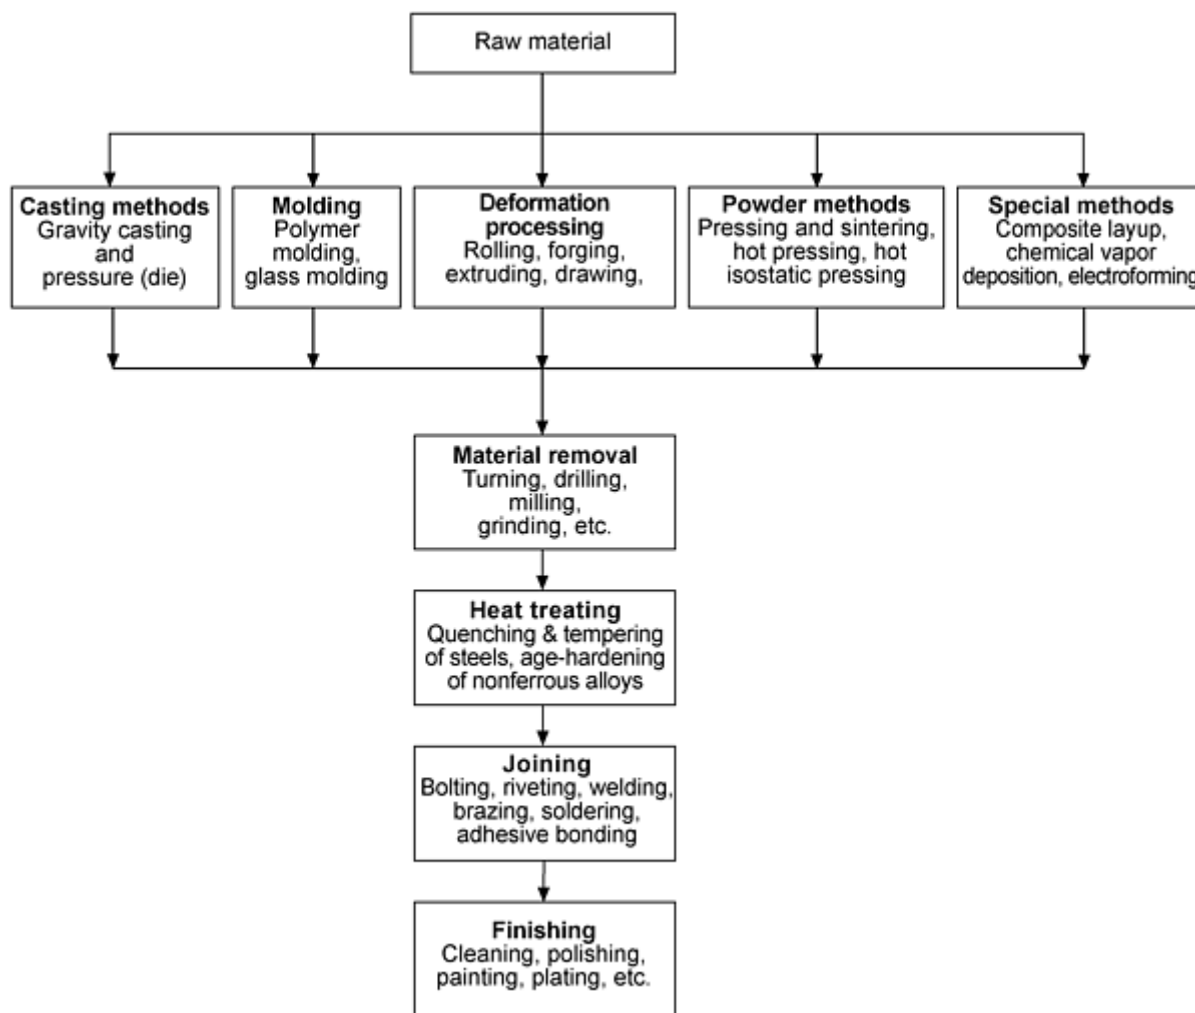 Raw material
Casting methods
Gravity casting
and
pressure (die)
Molding
Polymer
molding,
glass molding
Deformation
processing
Rolling, forging,
extruding, drawing,
Powder methods
Pressing and sintering,
hot pressing, hot
isostatic pressing
Special methods
Composite layup,
chemical vapor
deposition, electroforming
Material removal
Turning, drilling,
milling,
grinding, etc.
Heat treating
Quenching & tempering
of steels, age-hardening
of nonferrous alloys
Joining
Bolting, riveting, welding,
brazing, soldering,
adhesive bonding
Finishing
Cleaning, polishing,
painting, plating, etc.